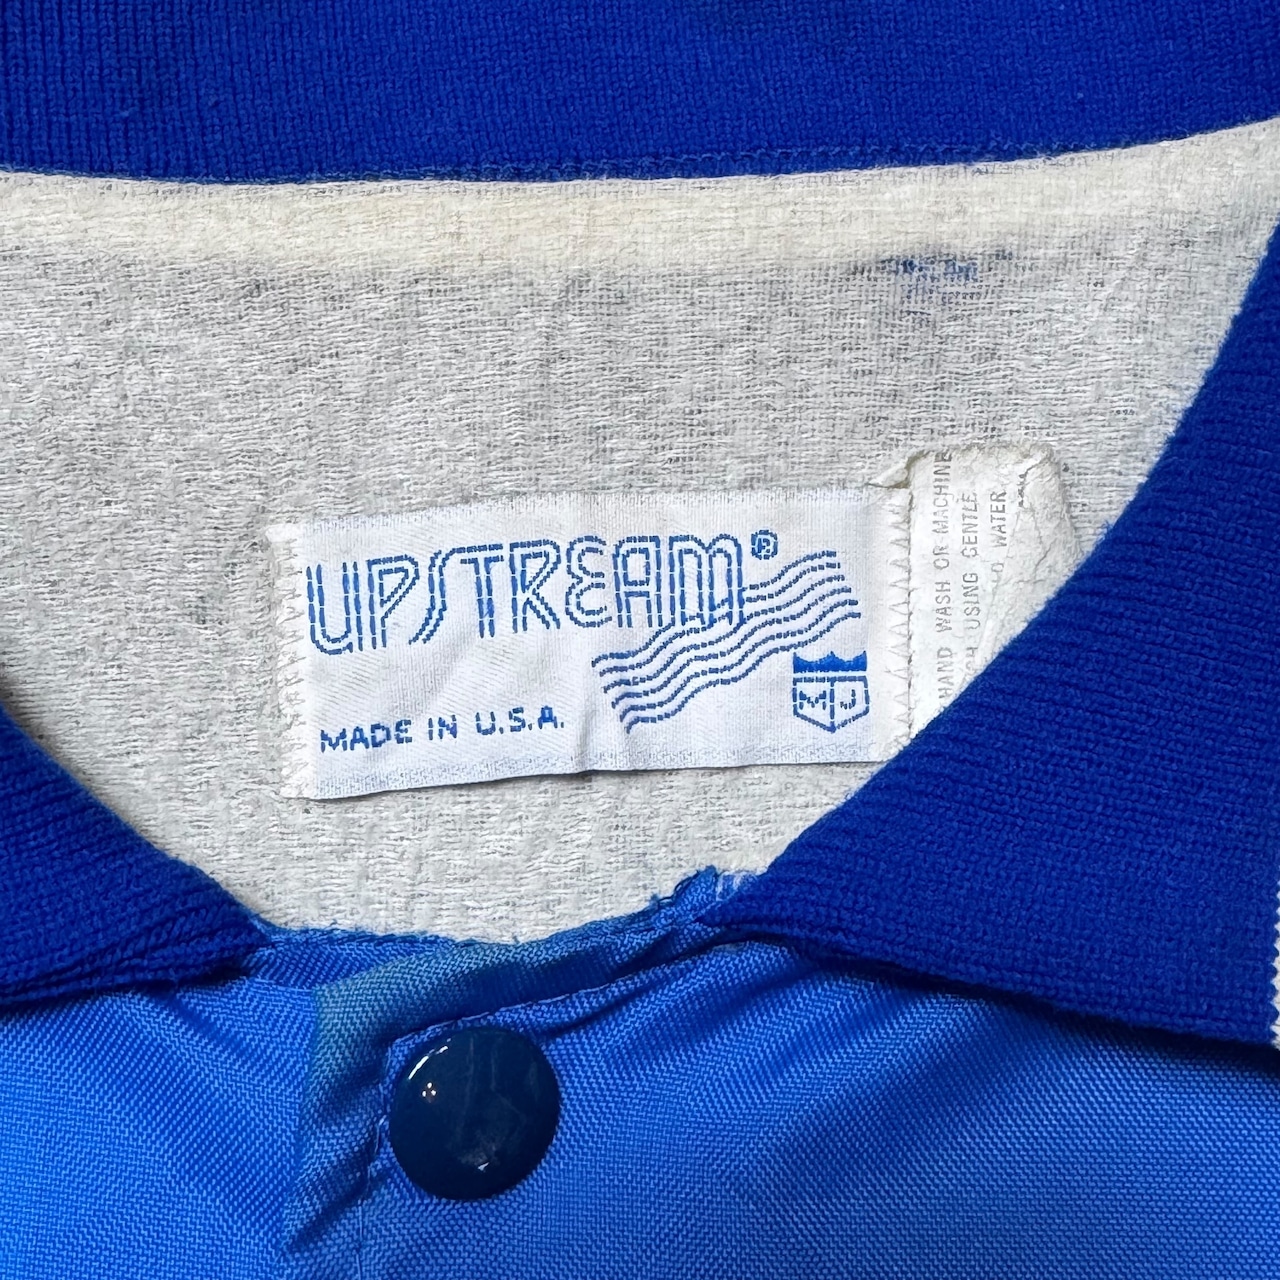 UPSTREAM®
MADE IN U.S.A.
MJ
HAND WASH OR MACHINE
USING GENTLE
WATER